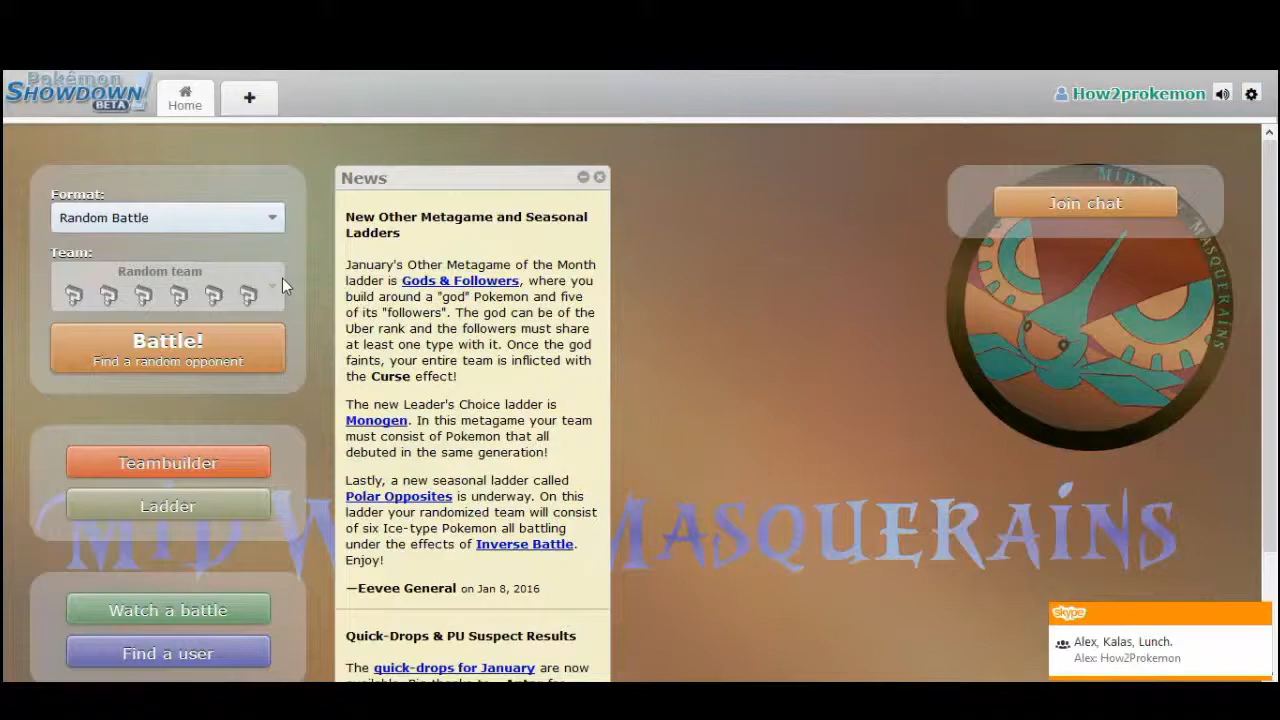 Pokémon
SHOWDOWN!
BETA
Home
+
How2prokemon
Format:
Random Battle
Team:
Random team
Battle!
Find a random opponent
Teambuilder
Ladder
Watch a battle
Find a user
News
New Other Metagame and Seasonal
Ladders
January's Other Metagame of the Month
ladder is Gods & Followers, where you
build around a "god" Pokemon and five
of its "followers". The god can be of the
Uber rank and the followers must share
at least one type with it. Once the god
faints, your entire team is inflicted with
the Curse effect!
The new Leader's Choice ladder is
Monogen. In this metagame your team
must consist of Pokemon that all
debuted in the same generation!
Lastly, a new seasonal ladder called
Polar Opposites is underway. On this
ladder your randomized team will consist
of six Ice-type Pokemon all battling
under the effects of Inverse Battle.
Enjoy!
—Eevee General on Jan 8, 2016
Quick-Drops & PU Suspect Results
The quick-drops for January are now
Join chat
MID W
MASQUERAINS
MASQUERAINS
skype
Alex, Kalas, Lunch.
Alex: How2Prokemon